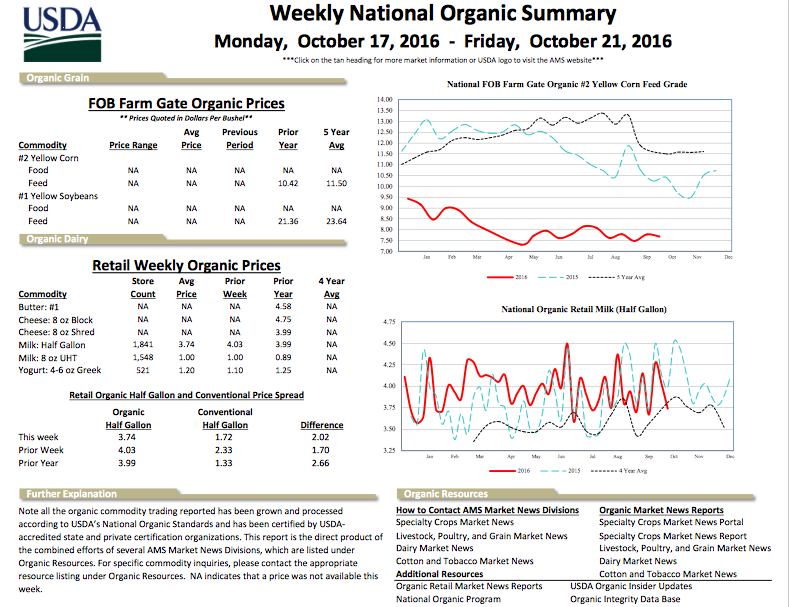 USDA
Weekly National Organic Summary
Monday, October 17, 2016 - Friday, October 21, 2016
***Click on the tan heading for more market information or USDA logo to visit the AMS website***
Organic Grain
FOB Farm Gate Organic Prices
** Prices Quoted in Dollars Per Bushel**
Avg Previous Prior 5 Year
Commodity Price Range Price Period Year Avg
#2 Yellow Corn
Food NA NA NA NA NA
Feed NA NA NA 10.42 11.50
#1 Yellow Soybeans
Food NA NA NA NA NA
Feed NA NA NA 21.36 23.64
National FOB Farm Gate Organic #2 Yellow Corn Feed Grade
14.00
13.50
13.00
12.50
12.00
11.50
11.00
10.50
10.00
9.50
9.00
8.50
8.00
7.50
7.00
Jan Feb Mar Apr May Jun Jul Aug Sep Oct Nov Dec
2016 2015 5 Year Avg
Organic Dairy
Retail Weekly Organic Prices
Store Avg Prior Prior 4 Year
Commodity Count Price Week Year Avg
Butter: #1 NA NA NA 4.58 NA
Cheese: 8 oz Block NA NA NA 4.75 NA
Cheese: 8 oz Shred NA NA NA 3.99 NA
Milk: Half Gallon 1,841 3.74 4.03 3.99 NA
Milk: 8 oz UHT 1,548 1.00 1.00 0.89 NA
Yogurt: 4-6 oz Greek 521 1.20 1.10 1.25 NA
Retail Organic Half Gallon and Conventional Price Spread
Organic Conventional
Half Gallon Half Gallon Difference
This week 3.74 1.72 2.02
Prior Week 4.03 2.33 1.70
Prior Year 3.99 1.33 2.66
National Organic Retail Milk (Half Gallon)
4.75
4.50
4.25
4.00
3.75
3.50
3.25
Jan Feb Mar Apr May Jun Jul Aug Sep Oct Nov Dec
2016 2015 4 Year Avg
Further Explanation
Note all the organic commodity trading reported has been grown and processed
according to USDA's National Organic Standards and has been certified by USDA-
accredited state and private certification organizations. This report is the direct product of
the combined efforts of several AMS Market News Divisions, which are listed under
Organic Resources. For specific commodity inquiries, please contact the appropriate
resource listing under Organic Resources. NA indicates that a price was not available this
week.
Organic Resources
How to Contact AMS Market News Divisions
Specialty Crops Market News
Livestock, Poultry, and Grain Market News
Dairy Market News
Cotton and Tobacco Market News
Additional Resources
Organic Retail Market News Reports
National Organic Program
Organic Market News Reports
Specialty Crops Market News Portal
Specialty Crops Market News Report
Livestock, Poultry, and Grain Market News
Dairy Market News
Cotton and Tobacco Market News
USDA Organic Insider Updates
Organic Integrity Data Base